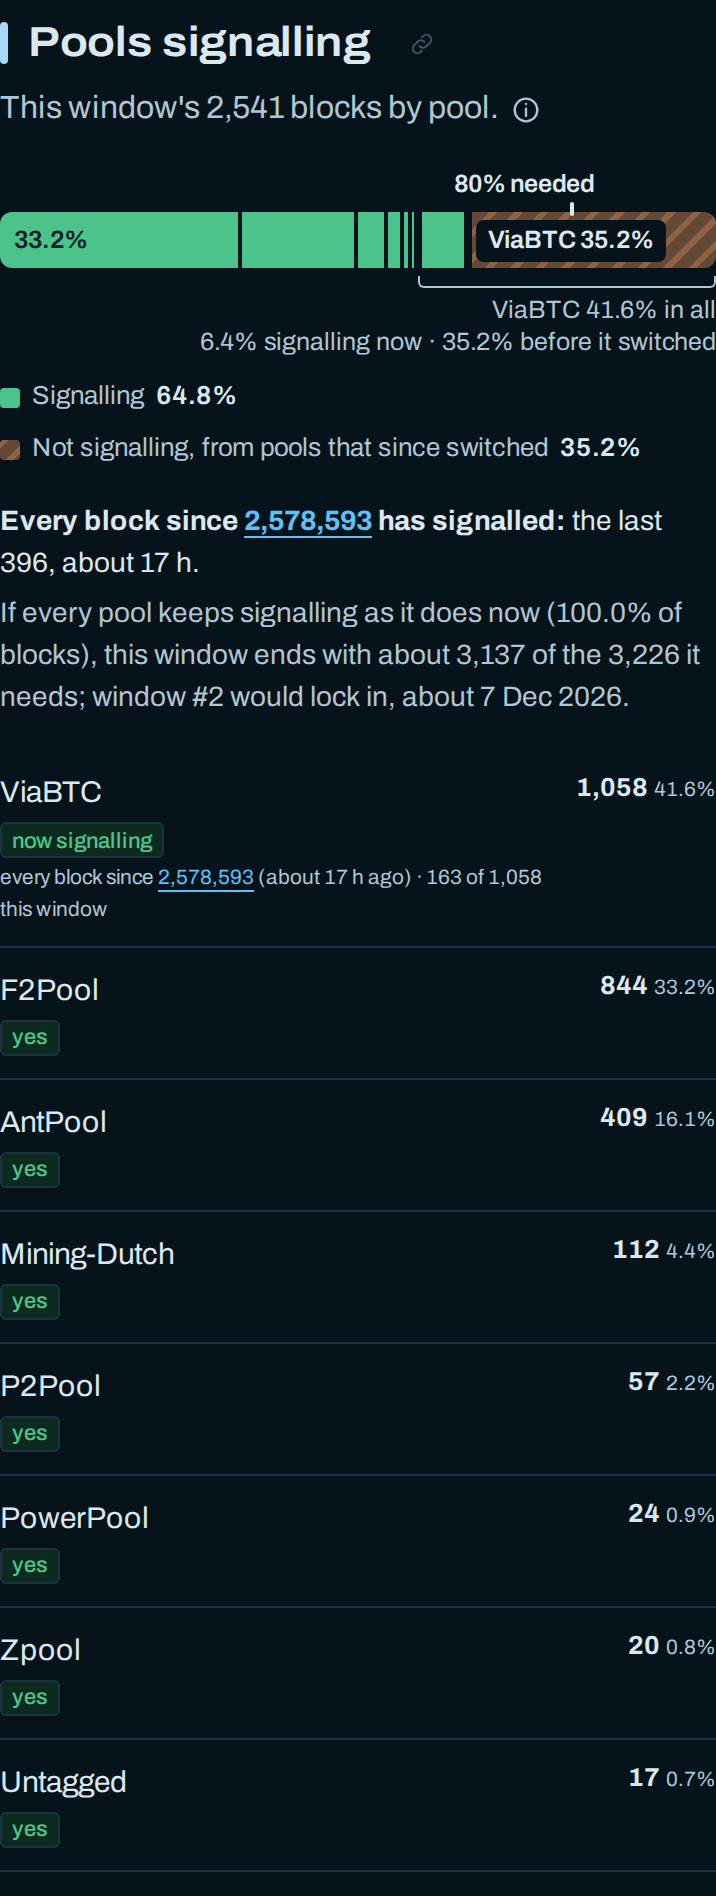 Pools signalling
This window's 2,541 blocks by pool.
80% needed
33.2%
ViaBTC 35.2%
ViaBTC 41.6% in all
6.4% signalling now · 35.2% before it switched
Signalling 64.8%
Not signalling, from pools that since switched 35.2%
Every block since 2,578,593 has signalled: the last
396, about 17 h.
If every pool keeps signalling as it does now (100.0% of
blocks), this window ends with about 3,137 of the 3,226 it
needs; window #2 would lock in, about 7 Dec 2026.
ViaBTC 1,058 41.6%
now signalling
every block since 2,578,593 (about 17 h ago) · 163 of 1,058
this window
F2Pool 844 33.2%
yes
AntPool 409 16.1%
yes
Mining-Dutch 112 4.4%
yes
P2Pool 57 2.2%
yes
PowerPool 24 0.9%
yes
Zpool 20 0.8%
yes
Untagged 17 0.7%
yes